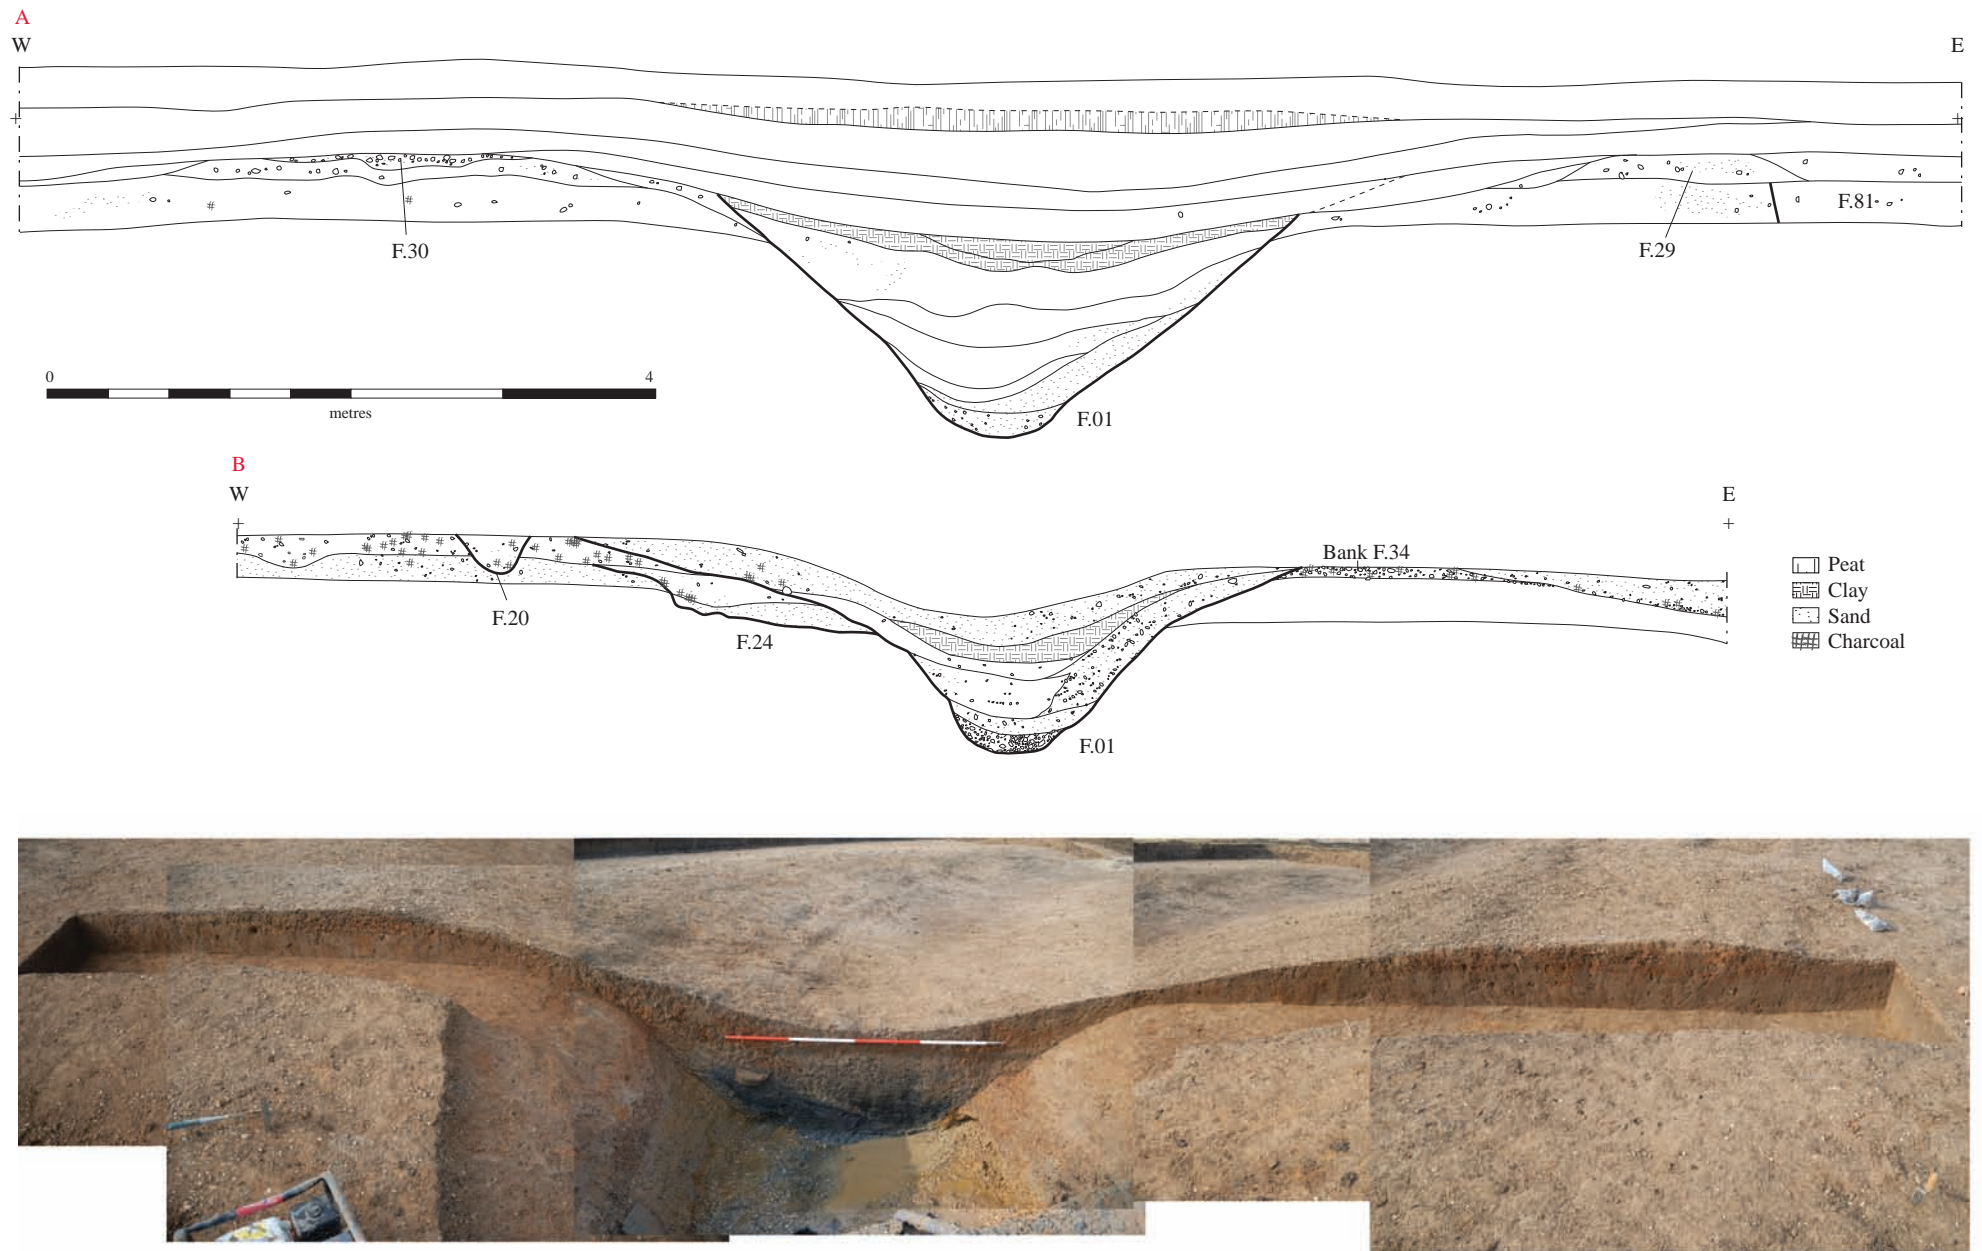 A
W
E
F.30
F.29
F.81
0
4
metres
F.01
B
W
E
Bank F.34
F.20
F.24
F.01
Peat
Clay
Sand
Charcoal